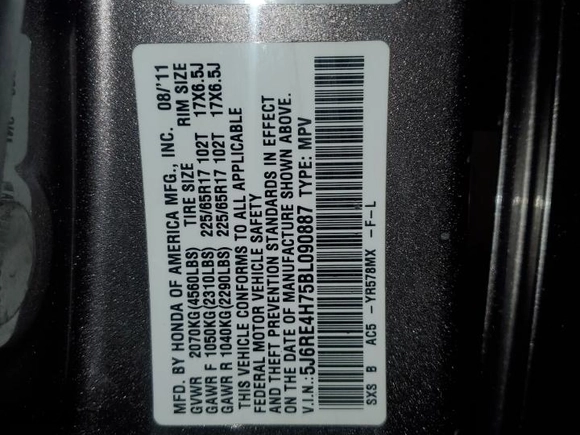 MFD. BY HONDA OF AMERICA MFG., INC. 08/'11
GVWR 2070KG(4560LBS) TIRE SIZE RIM SIZE
GAWR F 1050KG(2310LBS) 225/65R17 102T 17X6.5J
GAWR R 1040KG(2290LBS) 225/65R17 102T 17X6.5J
THIS VEHICLE CONFORMS TO ALL APPLICABLE
FEDERAL MOTOR VEHICLE SAFETY
AND THEFT PREVENTION STANDARDS IN EFFECT
ON THE DATE OF MANUFACTURE SHOWN ABOVE.
V.I.N.:5J6RE4H75BL090887 TYPE: MPV
SXS B AC5 -YR578MX -F-L